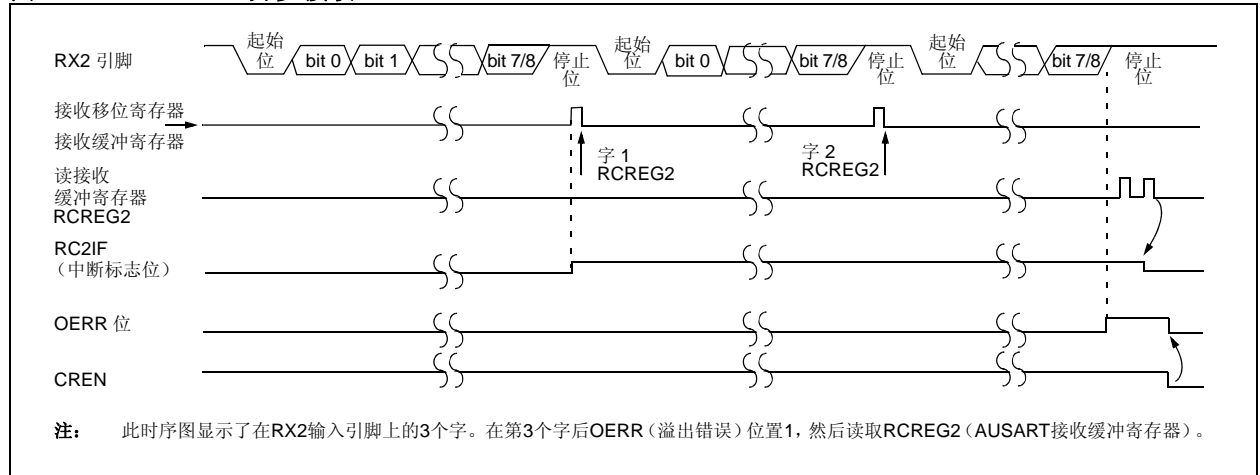 RX2 引脚
起始
位
bit 0
bit 1
bit 7/8
停止
位
起始
位
bit 0
bit 7/8
停止
位
起始
位
bit 7/8
停止
位
接收移位寄存器
接收缓冲寄存器
字 1
RCREG2
字 2
RCREG2
读接收
缓冲寄存器
RCREG2
RC2IF
（中断标志位）
OERR 位
CREN
注： 此时序图显示了在RX2输入引脚上的3个字。在第3个字后OERR（溢出错误）位置1，然后读取RCREG2（AUSART接收缓冲寄存器）。